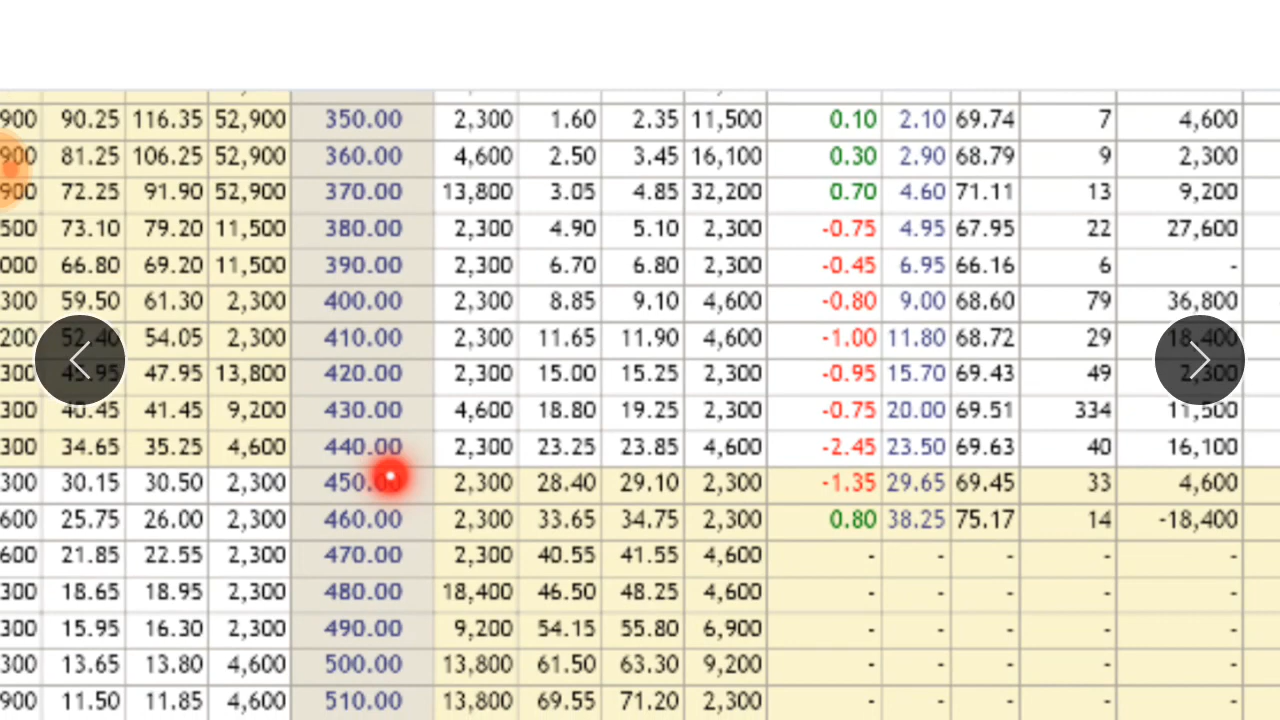 900 90.25 116.35 52,900 350.00 2,300 1.60 2.35 11,500 0.10 2.10 69.74 7 4,600
900 81.25 106.25 52,900 360.00 4,600 2.50 3.45 16,100 0.30 2.90 68.79 9 2,300
900 72.25 91.90 52,900 370.00 13,800 3.05 4.85 32,200 0.70 4.60 71.11 13 9,200
500 73.10 79.20 11,500 380.00 2,300 4.90 5.10 2,300 -0.75 4.95 67.95 22 27,600
000 66.80 69.20 11,500 390.00 2,300 6.70 6.80 2,300 -0.45 6.95 66.16 6 -
300 59.50 61.30 2,300 400.00 2,300 8.85 9.10 4,600 -0.80 9.00 68.60 79 36,800
200 52.40 54.05 2,300 410.00 2,300 11.65 11.90 4,600 -1.00 11.80 68.72 29 18,400
300 45.95 47.95 13,800 420.00 2,300 15.00 15.25 2,300 -0.95 15.70 69.43 49 2,300
300 40.45 41.45 9,200 430.00 4,600 18.80 19.25 2,300 -0.75 20.00 69.51 334 11,500
300 34.65 35.25 4,600 440.00 2,300 23.25 23.85 4,600 -2.45 23.50 69.63 40 16,100
300 30.15 30.50 2,300 450.00 2,300 28.40 29.10 2,300 -1.35 29.65 69.45 33 4,600
600 25.75 26.00 2,300 460.00 2,300 33.65 34.75 2,300 0.80 38.25 75.17 14 -18,400
600 21.85 22.55 2,300 470.00 2,300 40.55 41.55 4,600 - - - - -
300 18.65 18.95 2,300 480.00 18,400 46.50 48.25 4,600 - - - - -
300 15.95 16.30 2,300 490.00 9,200 54.15 55.80 6,900 - - - - -
300 13.65 13.80 4,600 500.00 13,800 61.50 63.30 9,200 - - - - -
900 11.50 11.85 4,600 510.00 13,800 69.55 71.20 2,300 - - - - -